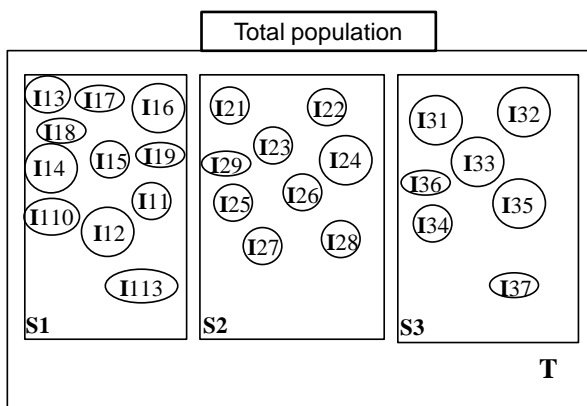 Total population
I13
I17
I16
I18
I14
I15
I19
I110
I11
I12
I113
S1
I21
I22
I23
I29
I24
I25
I26
I27
I28
S2
I31
I32
I33
I36
I35
I34
I37
S3
T